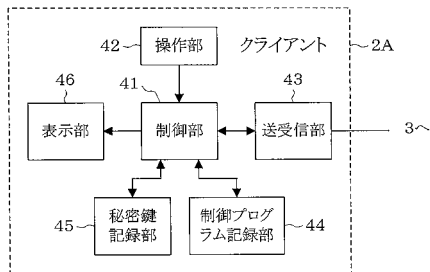 42
操作部
クライアント
2A
46
41
43
表示部
制御部
送受信部
3へ
45
秘密鍵
記録部
制御プログ
ラム記録部
44